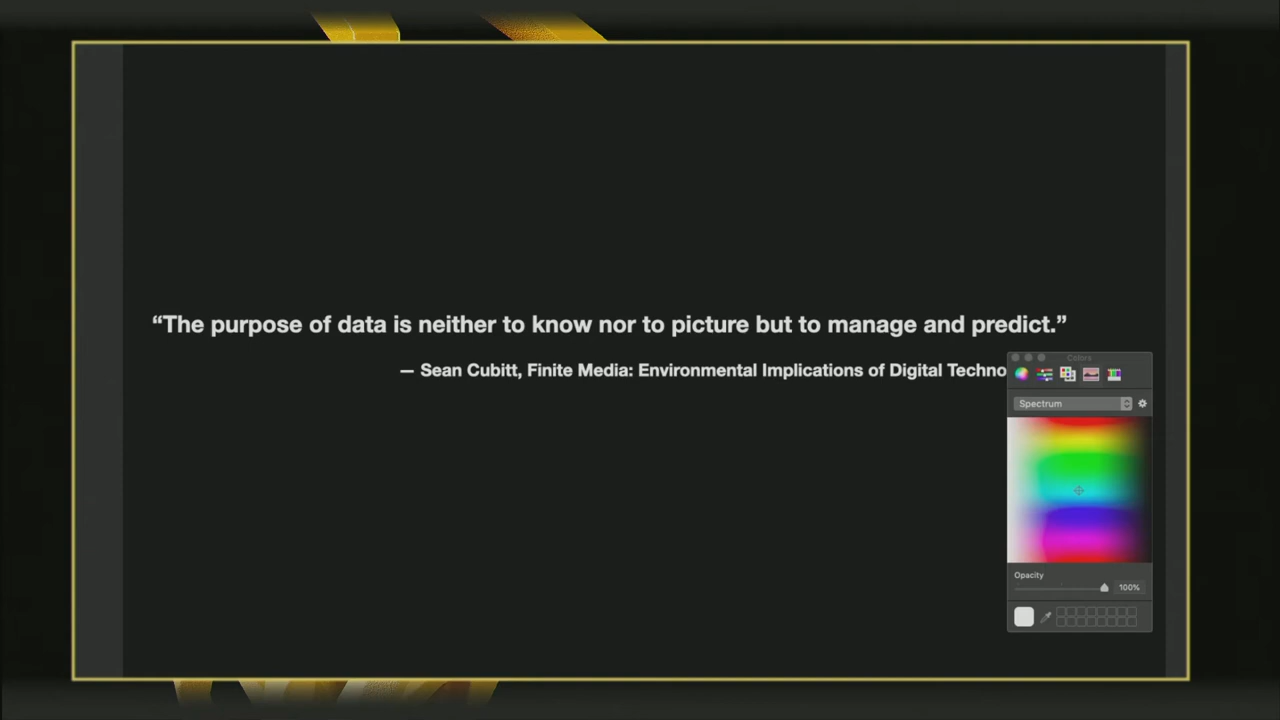 “The purpose of data is neither to know nor to picture but to manage and predict.”
— Sean Cubitt, Finite Media: Environmental Implications of Digital Techno
Colors
Spectrum
Opacity
100%